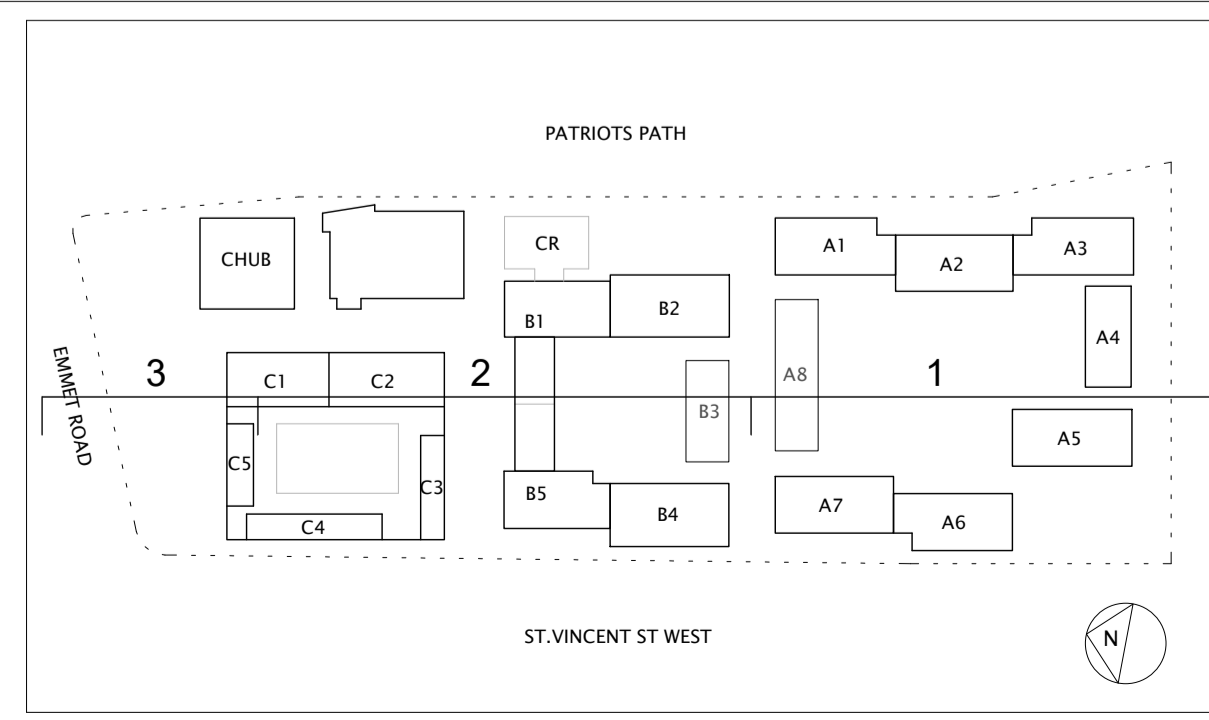 PATRIOTS PATH
CHUB
CR
A1
A2
A3
B1
B2
A4
EMMET ROAD
3
C1
C2
2
B3
A8
1
A5
C5
C3
C4
B5
B4
A7
A6
ST.VINCENT ST WEST
N